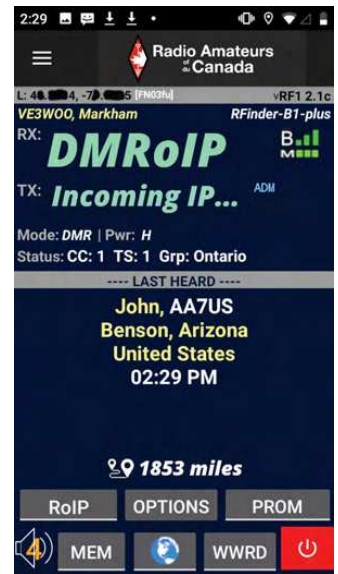 2:29
Radio Amateurs
of Canada
[FN03fu] vRF1 2.1c
VE3WOO, Markham RFinder-B1-plus
RX: DMRoIP B
M
TX: Incoming IP... ADM
Mode: DMR | Pwr: H
Status: CC: 1 TS: 1 Grp: Ontario
---- LAST HEARD ----
John, AA7US
Benson, Arizona
United States
02:29 PM
1853 miles
RoIP OPTIONS PROM
4 MEM WWRD